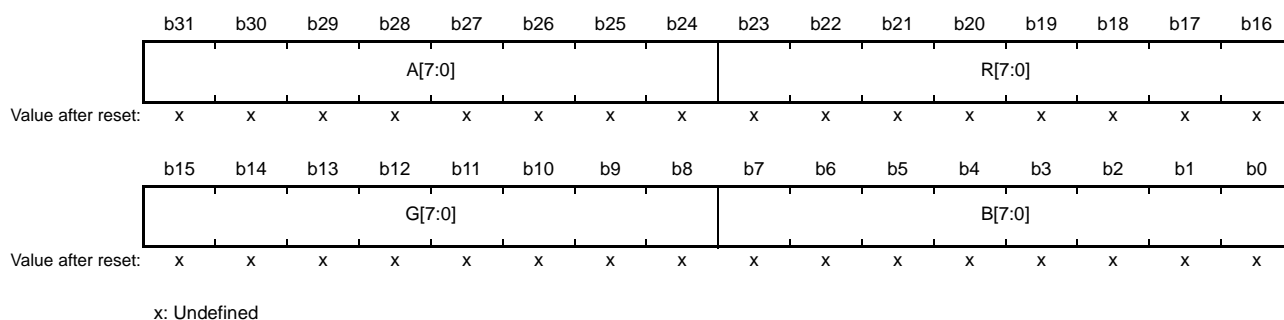 b31 b30 b29 b28 b27 b26 b25 b24 b23 b22 b21 b20 b19 b18 b17 b16
A[7:0] R[7:0]
Value after reset: x x x x x x x x x x x x x x x x
b15 b14 b13 b12 b11 b10 b9 b8 b7 b6 b5 b4 b3 b2 b1 b0
G[7:0] B[7:0]
Value after reset: x x x x x x x x x x x x x x x x
x: Undefined